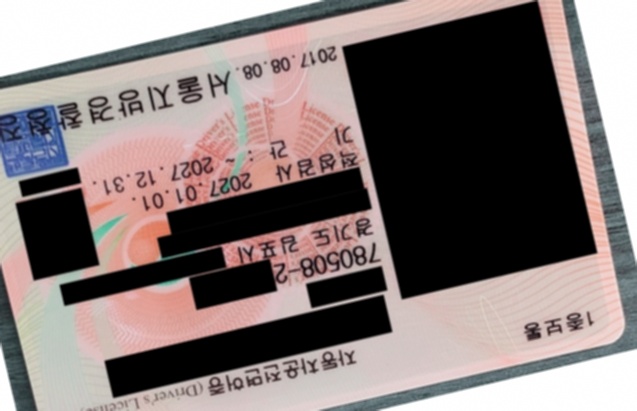 자동차운전면허증 (Driver's License)
1종보통
780508-2
경기도 김포시
적성검사 2027.01.01.
기 간 : ~ 2027.12.31.
2017.08.08.
서울지방경찰청장